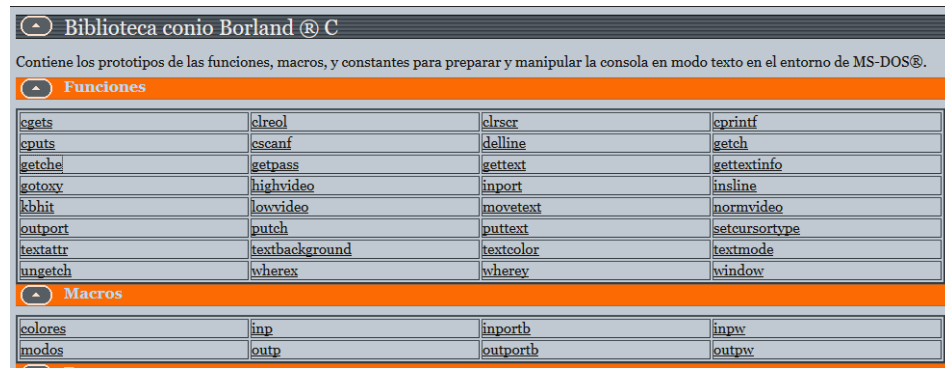 Biblioteca conio Borland ® C
Contiene los prototipos de las funciones, macros, y constantes para preparar y manipular la consola en modo texto en el entorno de MS-DOS®.
Funciones
cgets clreol clrscr cprintf
cputs cscanf delline getch
getche getpass gettext gettextinfo
gotoxy highvideo inport insline
kbhit lowvideo movetext normvideo
outport putch puttext setcursortype
textattr textbackground textcolor textmode
ungetch wherex wherey window
Macros
colores inp inportb inpw
modos outp outportb outpw